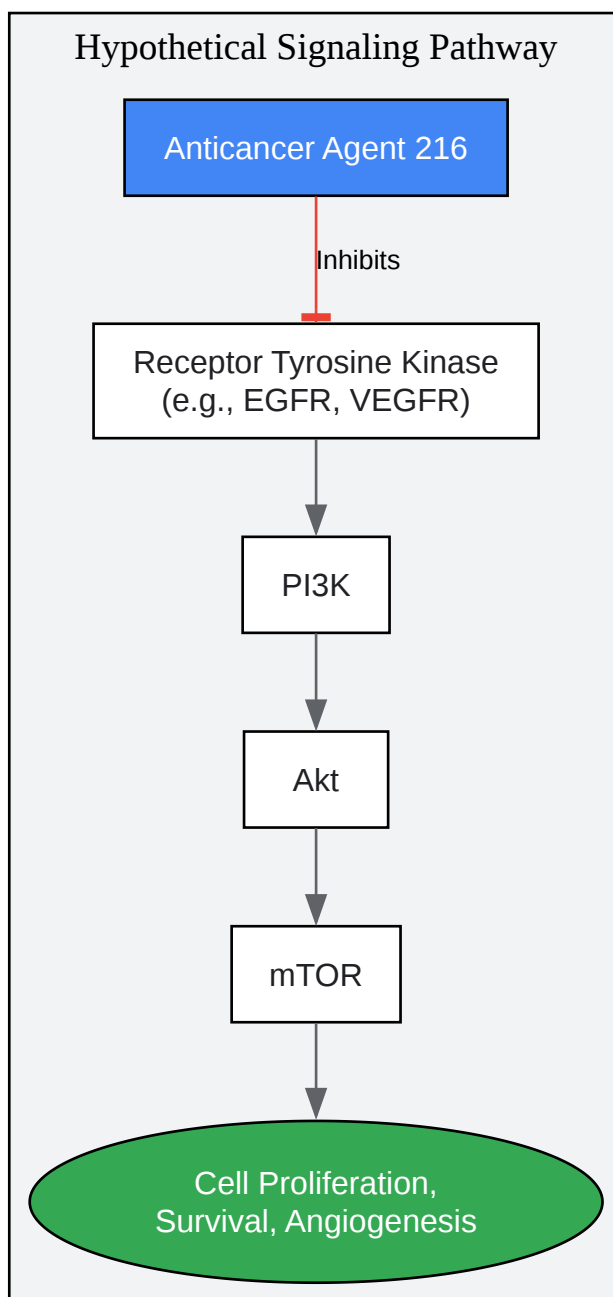 Hypothetical Signaling Pathway
Anticancer Agent 216
Inhibits
Receptor Tyrosine Kinase
(e.g., EGFR, VEGFR)
PI3K
Akt
mTOR
Cell Proliferation,
Survival, Angiogenesis